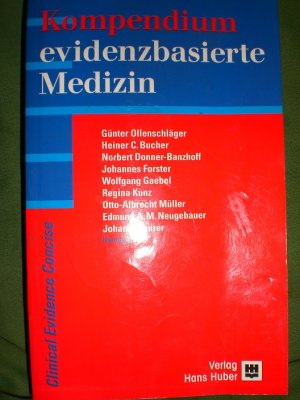 Kompendium
evidenzbasierte
Medizin
Günter Ollenschläger
Heiner C. Bucher
Norbert Donner-Banzhoff
Johannes Forster
Wolfgang Gaebel
Regina Kunz
Otto-Albrecht Müller
Edmund A. M. Neugebauer
Clinical Evidence Concise
Verlag
Hans Huber